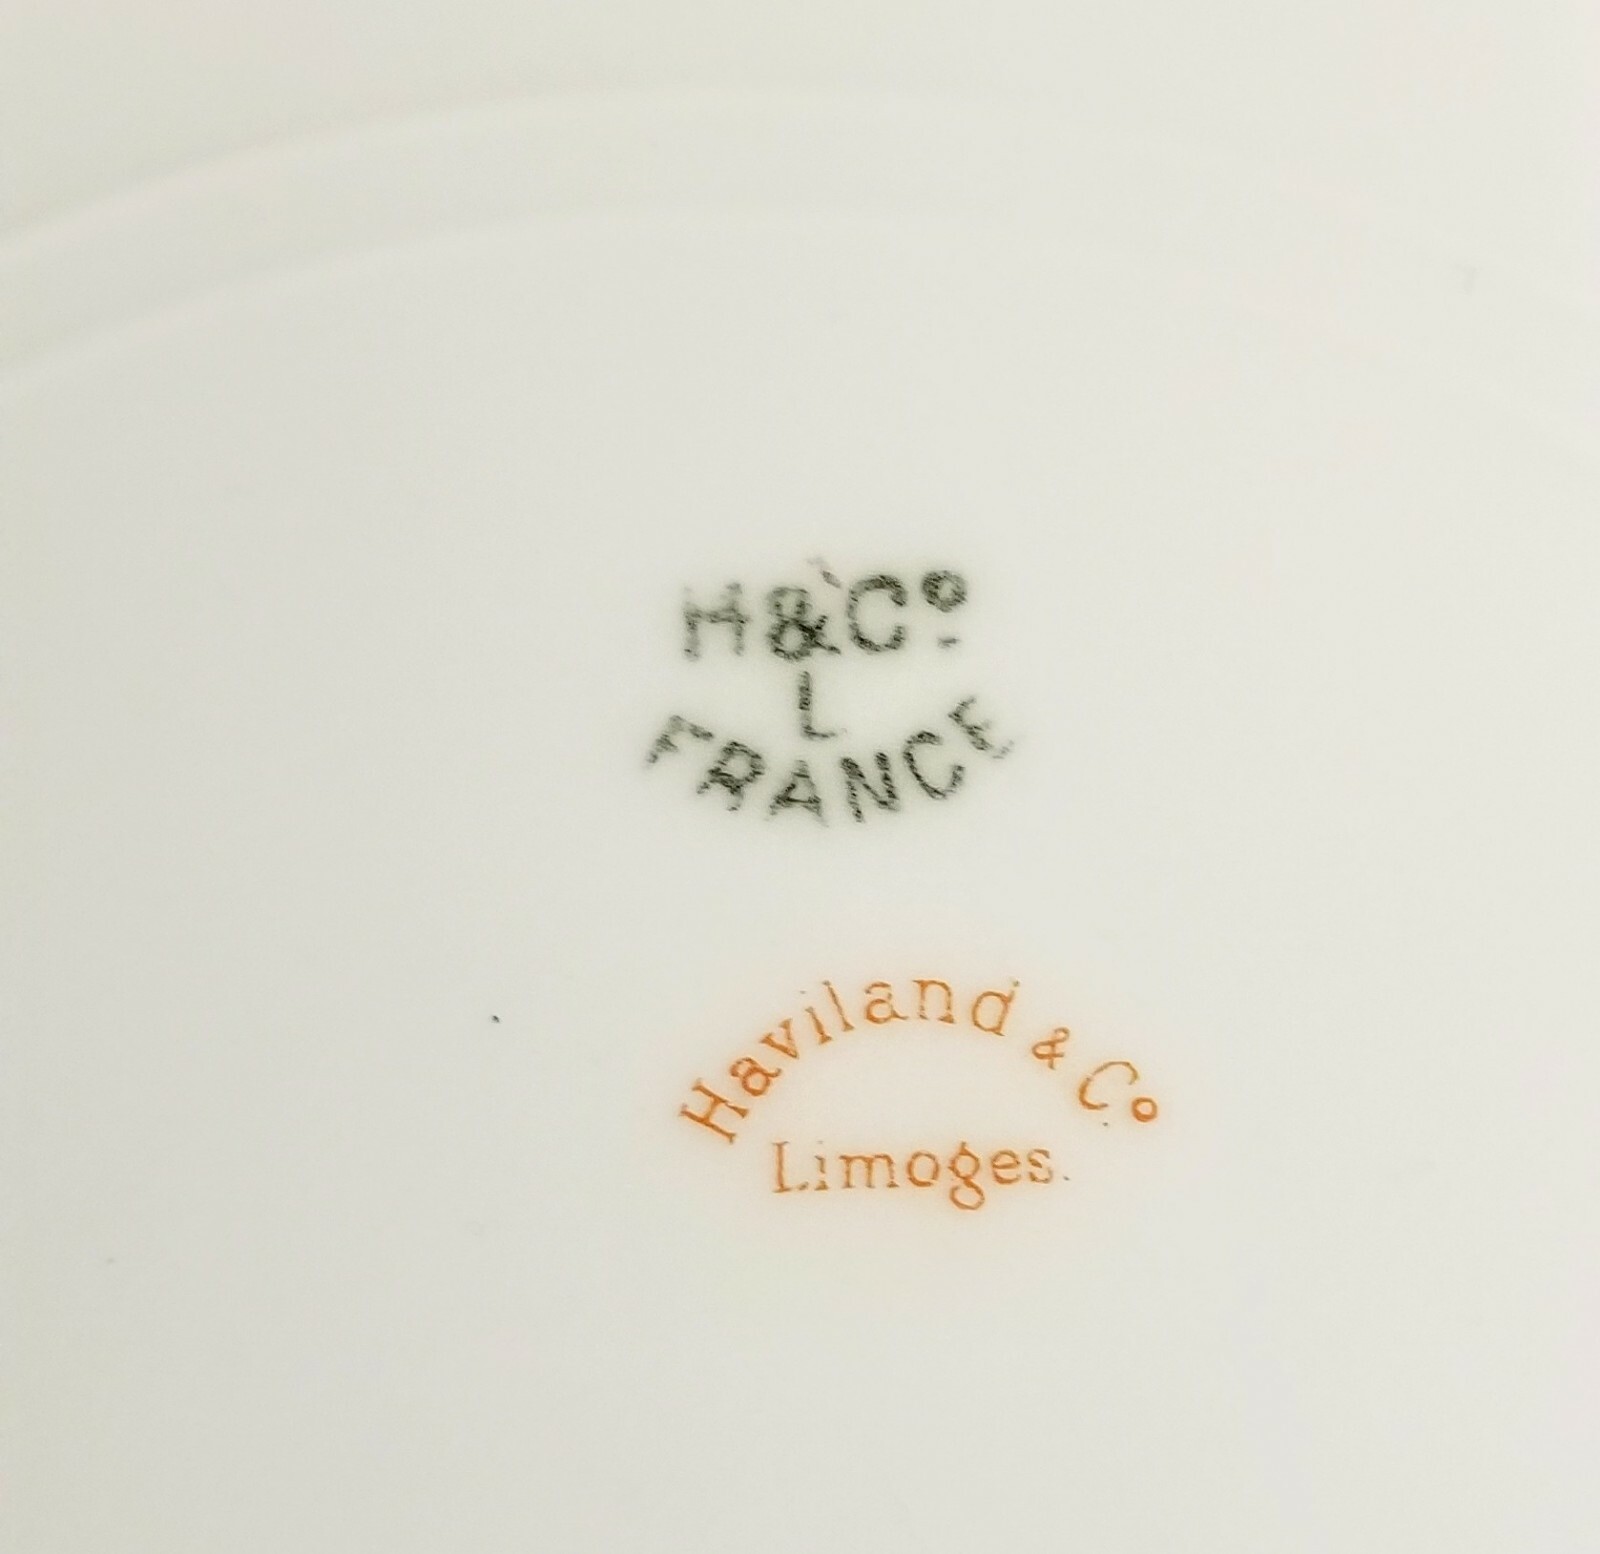 H&Cº
L
FRANCE
Haviland & Co
Limoges.